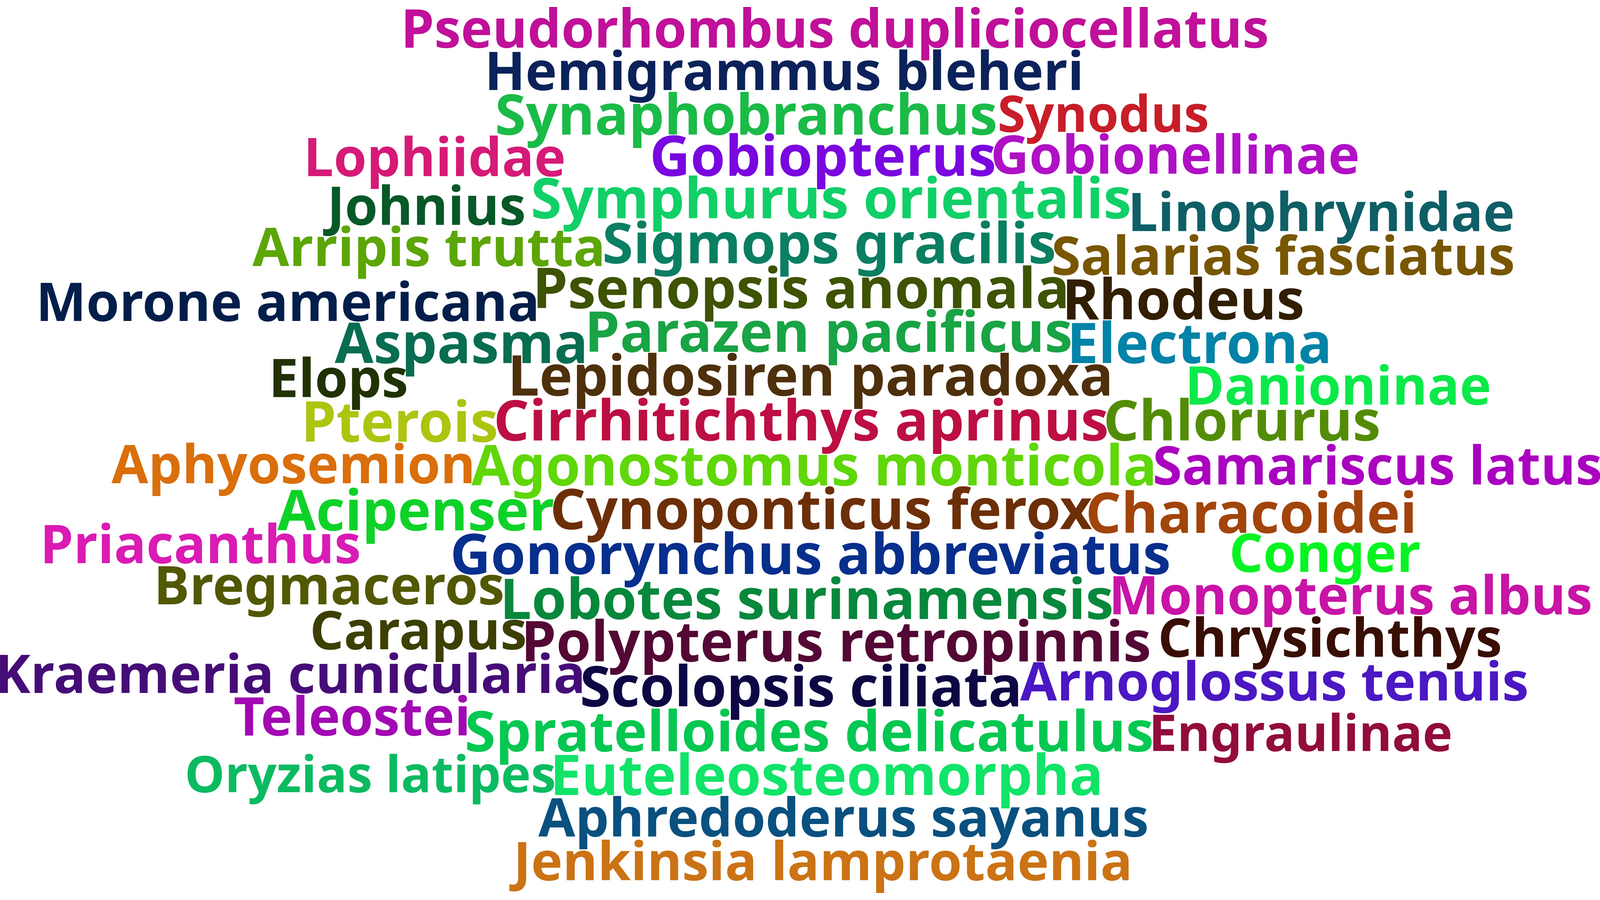 Pseudorhombus dupliciocellatus
Hemigrammus bleheri
Synaphobranchus Synodus
Lophiidae Gobiopterus Gobionellinae
Johnius Symphurus orientalis Linophrynidae
Arripis trutta Sigmops gracilis Salarias fasciatus
Morone americana Psenopsis anomala Rhodeus
Aspasma Parazen pacificus Electrona
Elops Lepidosiren paradoxa Danioninae
Pterois Cirrhitichthys aprinus Chlorurus
Aphyosemion Agonostomus monticola Samariscus latus
Acipenser Cynoponticus ferox Characoidei
Priacanthus Gonorynchus abbreviatus Conger
Bregmaceros Lobotes surinamensis Monopterus albus
Carapus Polypterus retropinnis Chrysichthys
Kraemeria cunicularia Scolopsis ciliata Arnoglossus tenuis
Teleostei Spratelloides delicatulus Engraulinae
Oryzias latipes Euteleosteomorpha
Aphredoderus sayanus
Jenkinsia lamprotaenia